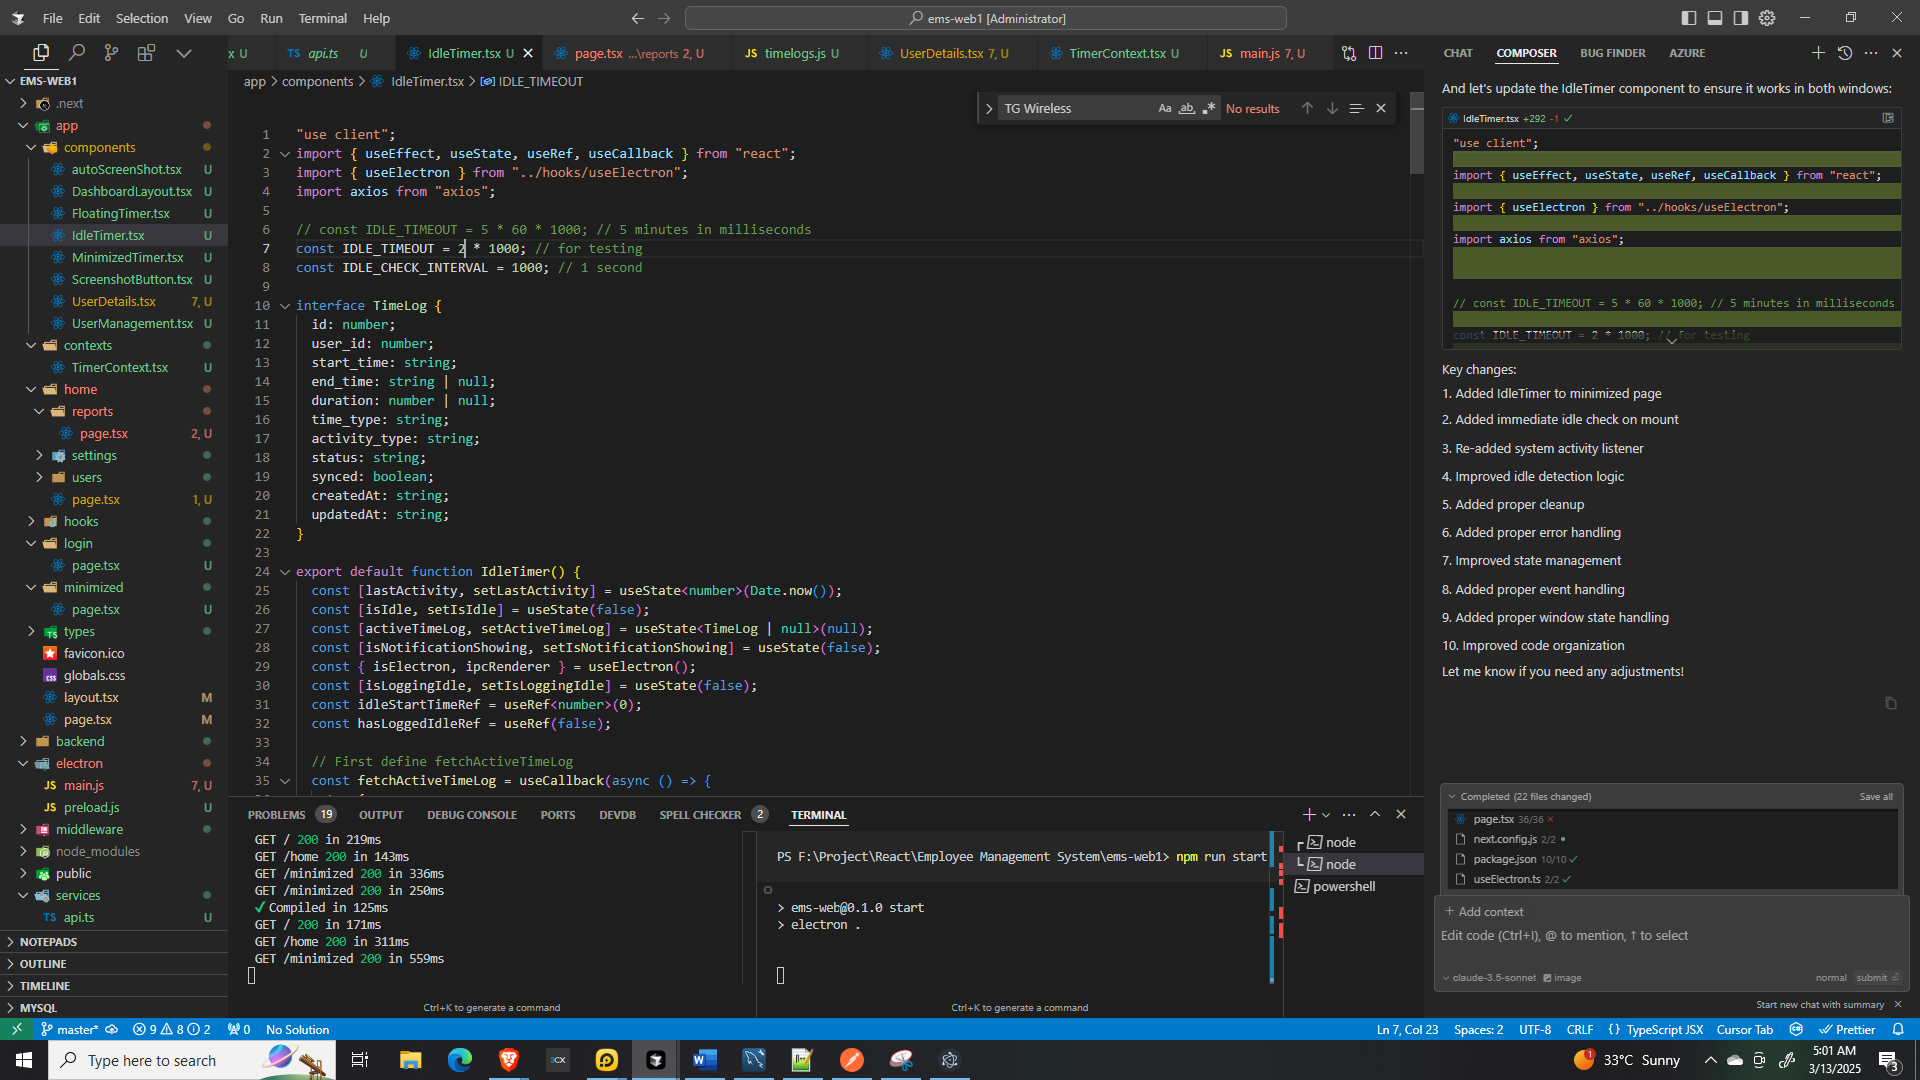 File Edit Selection View Go Run Terminal Help
ems-web1 [Administrator]
x U
TS api.ts U
IdleTimer.tsx U
page.tsx ...\reports 2, U
JS timelogs.js U
UserDetails.tsx 7, U
TimerContext.tsx U
JS main.js 7, U
EMS-WEB1
.next
app
components
autoScreenShot.tsx U
DashboardLayout.tsx U
FloatingTimer.tsx U
IdleTimer.tsx U
MinimizedTimer.tsx U
ScreenshotButton.tsx U
UserDetails.tsx 7, U
UserManagement.tsx U
contexts
TimerContext.tsx U
home
reports
page.tsx 2, U
settings
users
page.tsx 1, U
hooks
login
page.tsx U
minimized
page.tsx U
types
favicon.ico
globals.css
layout.tsx M
page.tsx M
backend
electron
JS main.js 7, U
JS preload.js U
middleware
node_modules
public
services
TS api.ts U
NOTEPADS
OUTLINE
TIMELINE
MYSQL
app > components > IdleTimer.tsx > IDLE_TIMEOUT
TG Wireless
Aa ab No results
1 "use client";
2 import { useEffect, useState, useRef, useCallback } from "react";
3 import { useElectron } from "../hooks/useElectron";
4 import axios from "axios";
5
6 // const IDLE_TIMEOUT = 5 * 60 * 1000; // 5 minutes in milliseconds
7 const IDLE_TIMEOUT = 2 * 1000; // for testing
8 const IDLE_CHECK_INTERVAL = 1000; // 1 second
9
10 interface TimeLog {
11 id: number;
12 user_id: number;
13 start_time: string;
14 end_time: string | null;
15 duration: number | null;
16 time_type: string;
17 activity_type: string;
18 status: string;
19 synced: boolean;
20 createdAt: string;
21 updatedAt: string;
22 }
23
24 export default function IdleTimer() {
25 const [lastActivity, setLastActivity] = useState<number>(Date.now());
26 const [isIdle, setIsIdle] = useState(false);
27 const [activeTimeLog, setActiveTimeLog] = useState<TimeLog | null>(null);
28 const [isNotificationShowing, setIsNotificationShowing] = useState(false);
29 const { isElectron, ipcRenderer } = useElectron();
30 const [isLoggingIdle, setIsLoggingIdle] = useState(false);
31 const idleStartTimeRef = useRef<number>(0);
32 const hasLoggedIdleRef = useRef(false);
33
34 // First define fetchActiveTimeLog
35 const fetchActiveTimeLog = useCallback(async () => {
PROBLEMS 19 OUTPUT DEBUG CONSOLE PORTS DEVDB SPELL CHECKER 2 TERMINAL
GET / 200 in 219ms
GET /home 200 in 143ms
GET /minimized 200 in 336ms
GET /minimized 200 in 250ms
✓ Compiled in 125ms
GET / 200 in 171ms
GET /home 200 in 311ms
GET /minimized 200 in 559ms
Ctrl+K to generate a command
PS F:\Project\React\Employee Management System\ems-web1> npm run start
> ems-web@0.1.0 start
> electron .
Ctrl+K to generate a command
node
node
powershell
CHAT COMPOSER BUG FINDER AZURE
And let's update the IdleTimer component to ensure it works in both windows:
IdleTimer.tsx +292 -1 ✓
"use client";
import { useEffect, useState, useRef, useCallback } from "react";
import { useElectron } from "../hooks/useElectron";
import axios from "axios";
// const IDLE_TIMEOUT = 5 * 60 * 1000; // 5 minutes in milliseconds
const IDLE_TIMEOUT = 2 * 1000; // for testing
Key changes:
1. Added IdleTimer to minimized page
2. Added immediate idle check on mount
3. Re-added system activity listener
4. Improved idle detection logic
5. Added proper cleanup
6. Added proper error handling
7. Improved state management
8. Added proper event handling
9. Added proper window state handling
10. Improved code organization
Let me know if you need any adjustments!
Completed (22 files changed) Save all
page.tsx 36/36 ×
next.config.js 2/2 •
package.json 10/10 ✓
useElectron.ts 2/2 ✓
+ Add context
Edit code (Ctrl+I), @ to mention, ↑ to select
claude-3.5-sonnet image normal submit
Start new chat with summary ×
master* 9 8 2 0 No Solution
Ln 7, Col 23 Spaces: 2 UTF-8 CRLF {} TypeScript JSX Cursor Tab Prettier
Type here to search
33°C Sunny
5:01 AM
3/13/2025
3